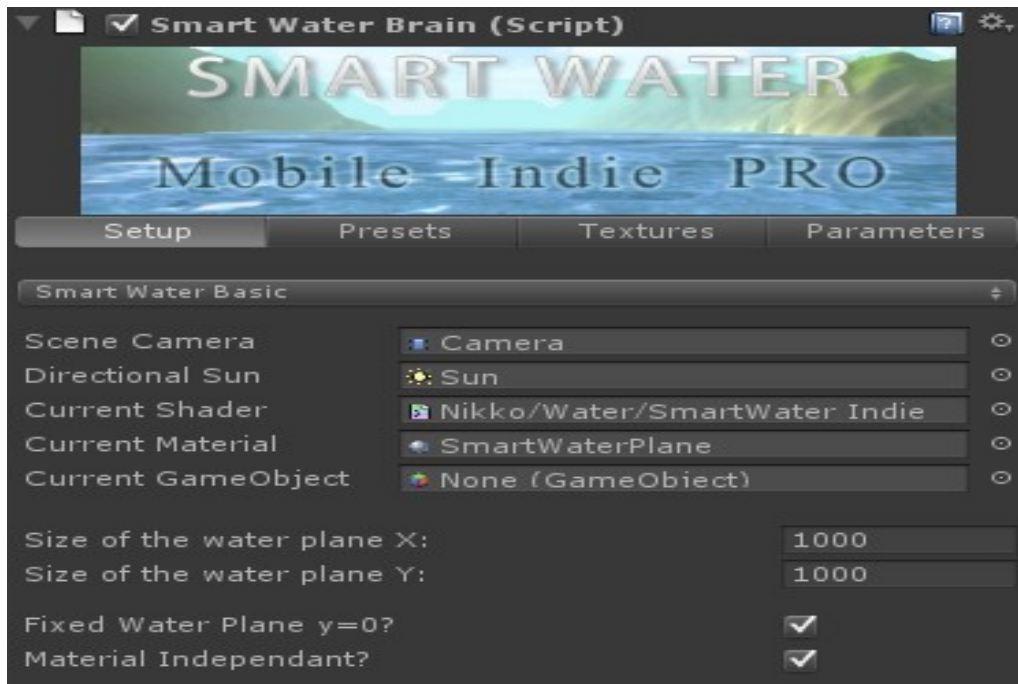 Smart Water Brain (Script)
SMART WATER
Mobile Indie PRO
Setup Presets Textures Parameters
Smart Water Basic
Scene Camera Camera
Directional Sun Sun
Current Shader Nikko/Water/SmartWater Indie
Current Material SmartWaterPlane
Current GameObject None (GameObject)
Size of the water plane X: 1000
Size of the water plane Y: 1000
Fixed Water Plane y=0?
Material Independant?